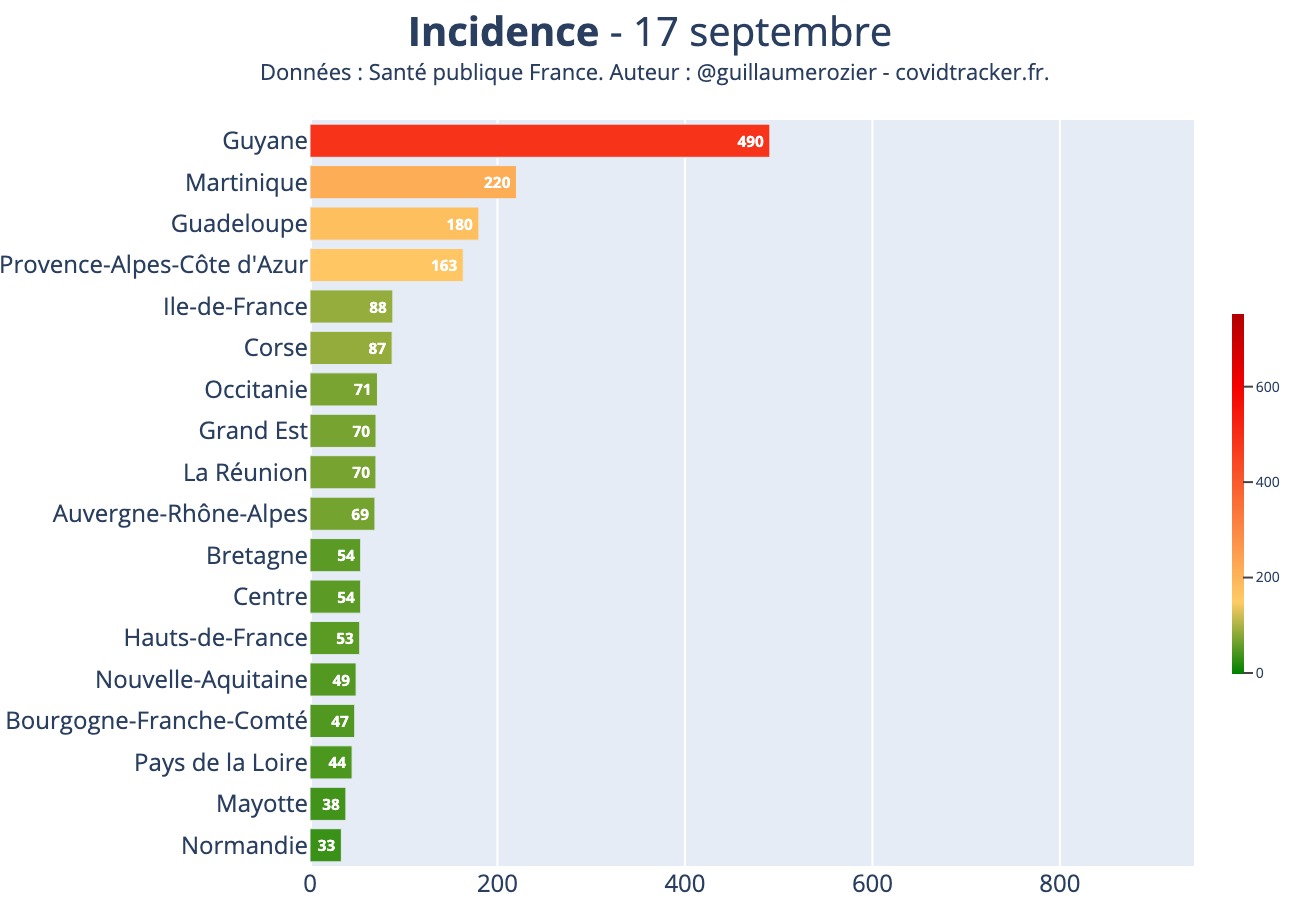 Incidence - 17 septembre
Données : Santé publique France. Auteur : @guillaumerozier - covidtracker.fr.
Guyane 490
Martinique 220
Guadeloupe 180
Provence-Alpes-Côte d'Azur 163
Ile-de-France 88
Corse 87
Occitanie 71
Grand Est 70
La Réunion 70
Auvergne-Rhône-Alpes 69
Bretagne 54
Centre 54
Hauts-de-France 53
Nouvelle-Aquitaine 49
Bourgogne-Franche-Comté 47
Pays de la Loire 44
Mayotte 38
Normandie 33
0 200 400 600 800
600
400
200
0